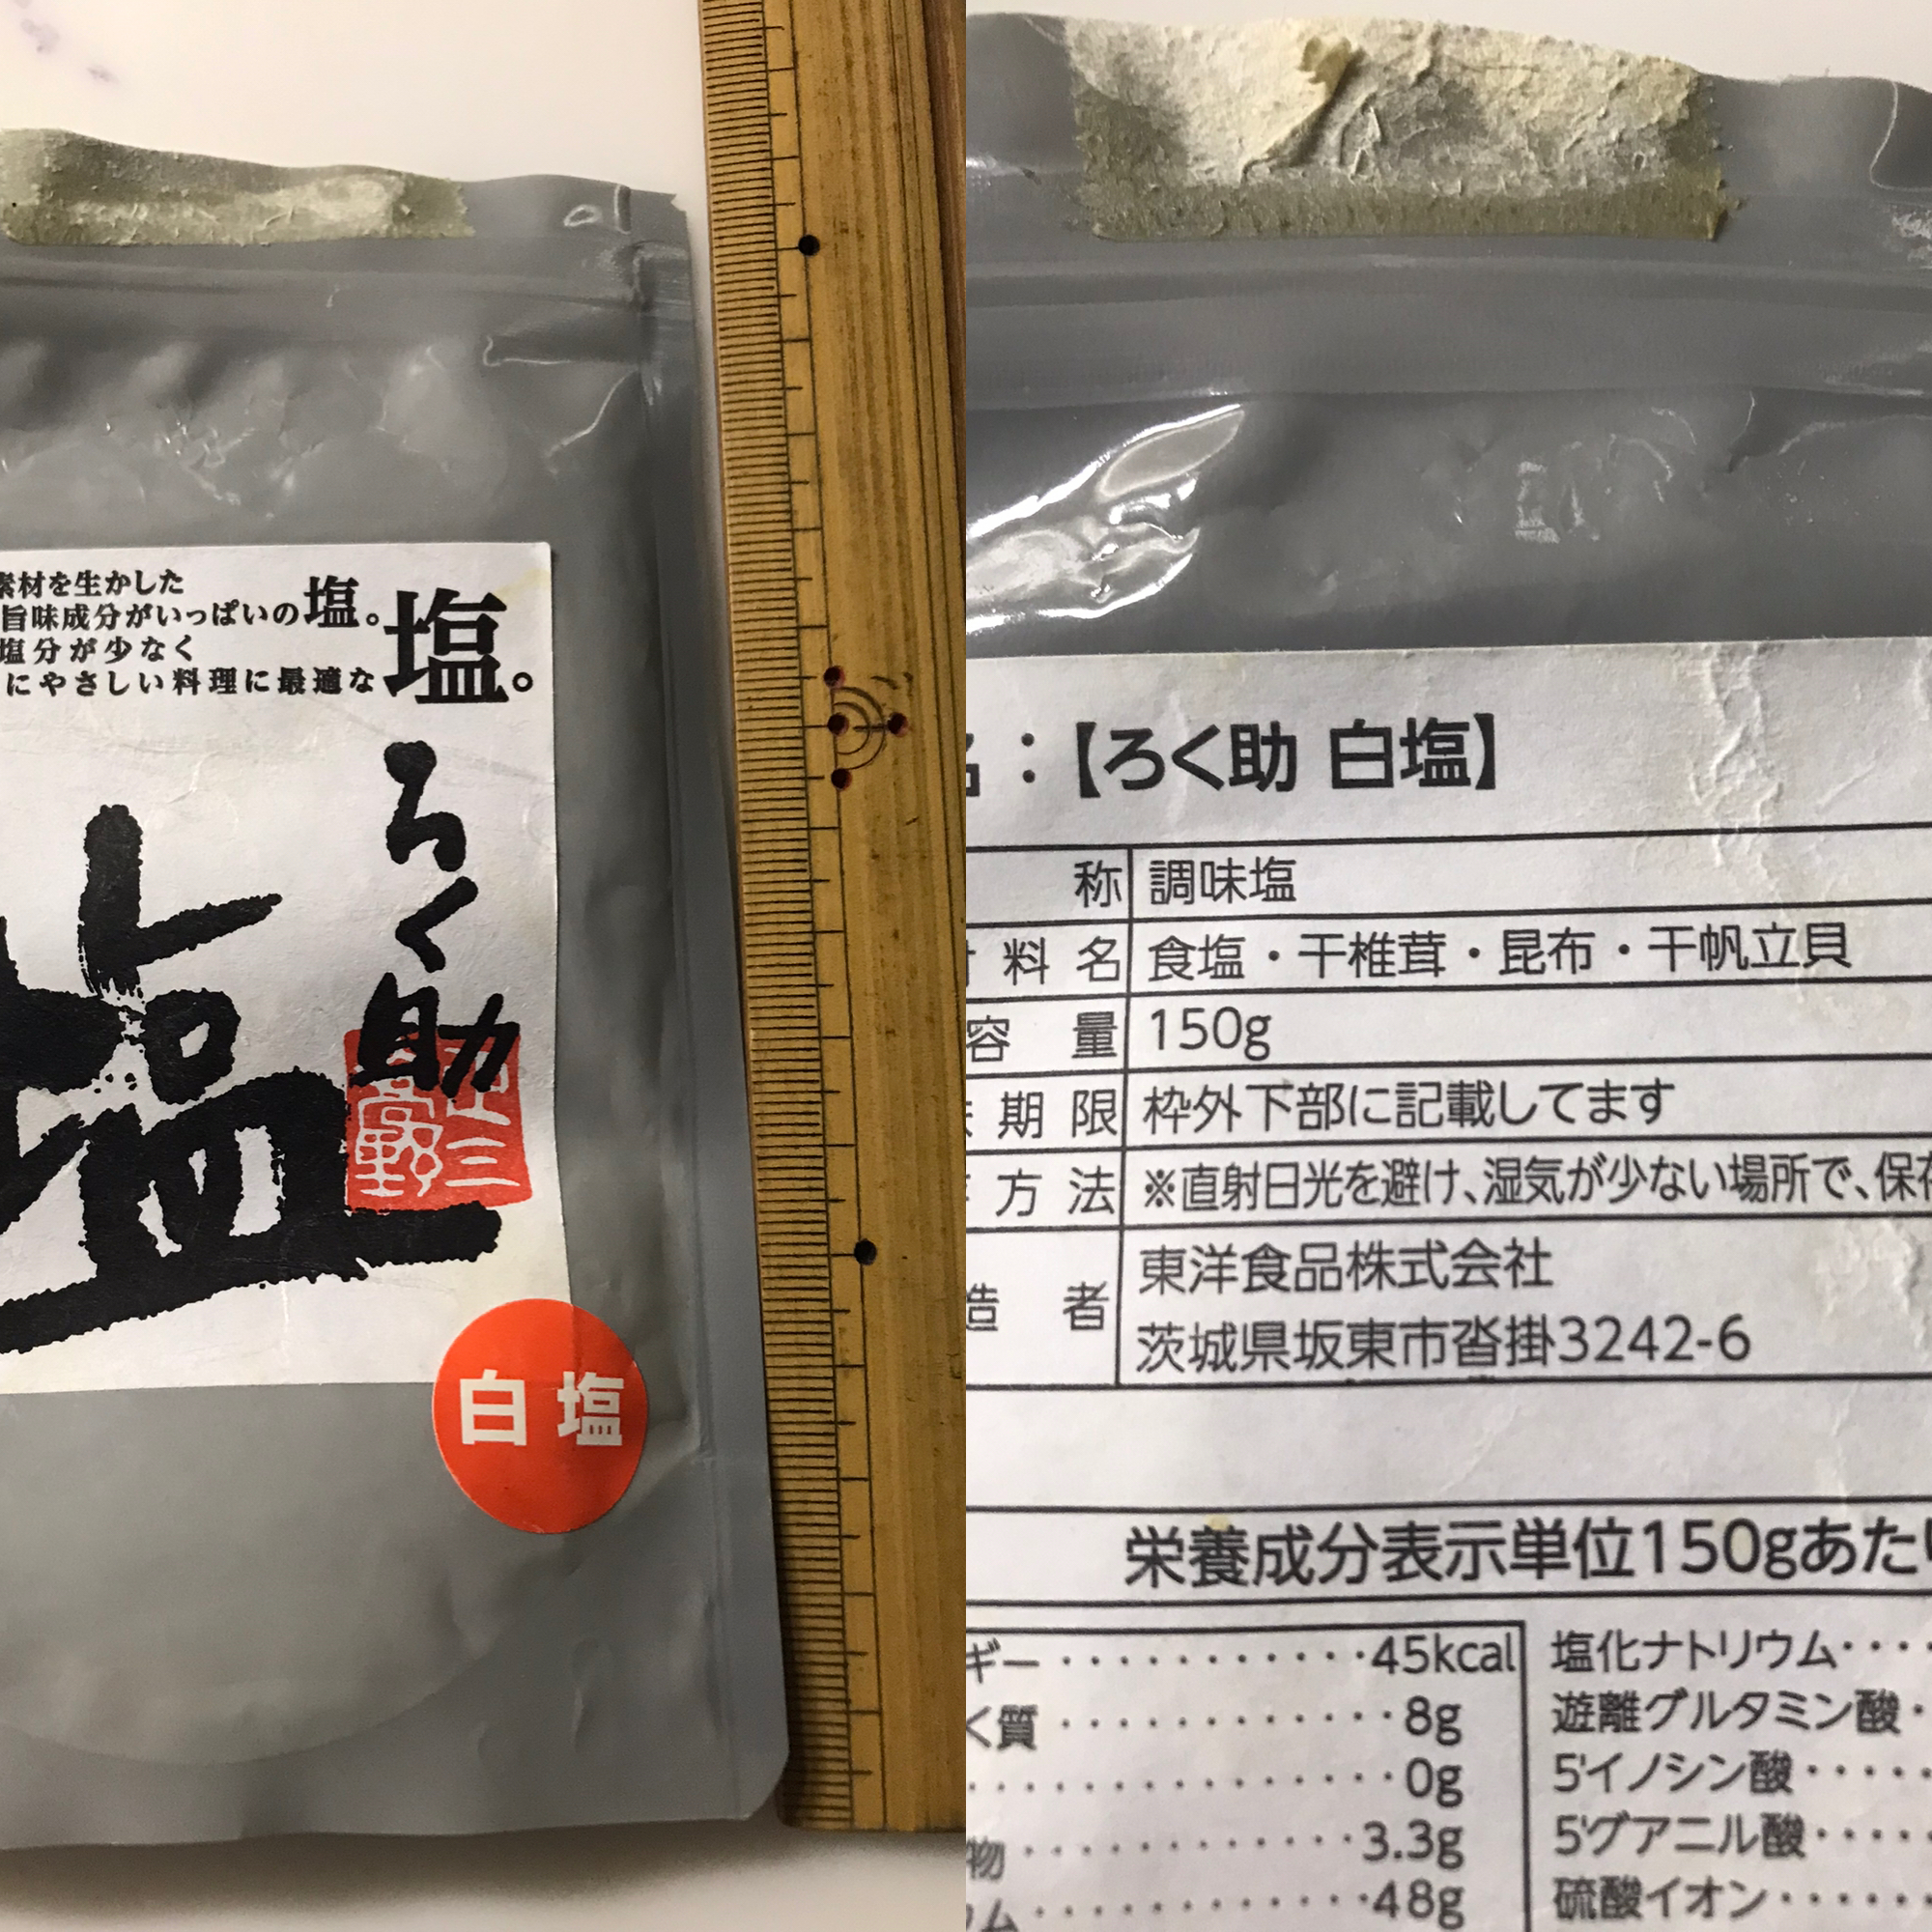 素材を生かした
旨味成分がいっぱいの塩。
塩分が少なく
にやさしい料理に最適な塩。
ろく助
塩
白塩
名：【ろく助 白塩】
称 調味塩
料名 食塩・干椎茸・昆布・干帆立貝
容量 150g
期限 枠外下部に記載してます
方法 ※直射日光を避け、湿気が少ない場所で、保存
造者 東洋食品株式会社
茨城県坂東市沓掛3242-6
栄養成分表示単位150gあたり
ギー・・・・・・・・・・・45kcal
く質・・・・・・・・・・・・8g
・・・・・・・・・・・・・0g
物・・・・・・・・・・・・3.3g
ウム・・・・・・・・・・・48g
塩化ナトリウム・・・・
遊離グルタミン酸・
5'イノシン酸・・・・・
5'グアニル酸・・・・・
硫酸イオン・・・・・・